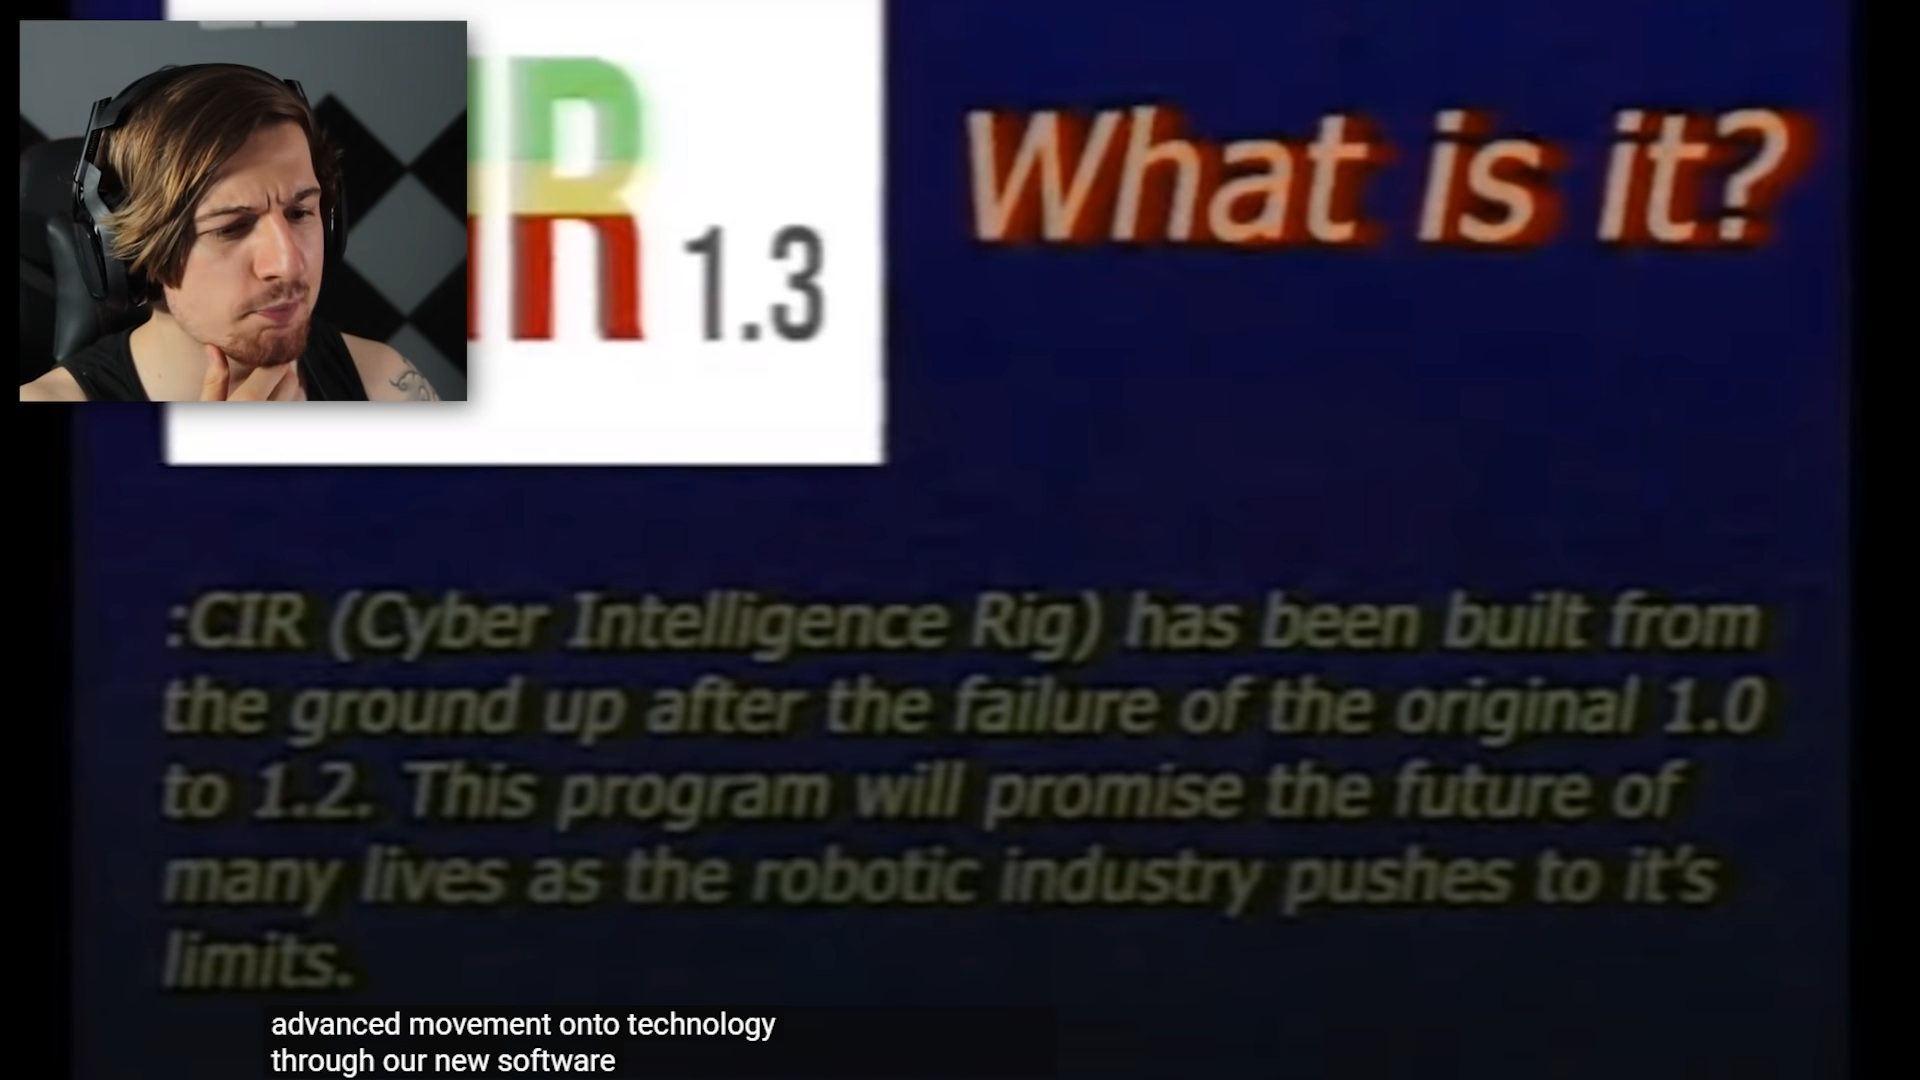 IR 1.3
What is it?
:CIR (Cyber Intelligence Rig) has been built from
the ground up after the failure of the original 1.0
to 1.2. This program will promise the future of
many lives as the robotic industry pushes to it's
limits.
advanced movement onto technology
through our new software